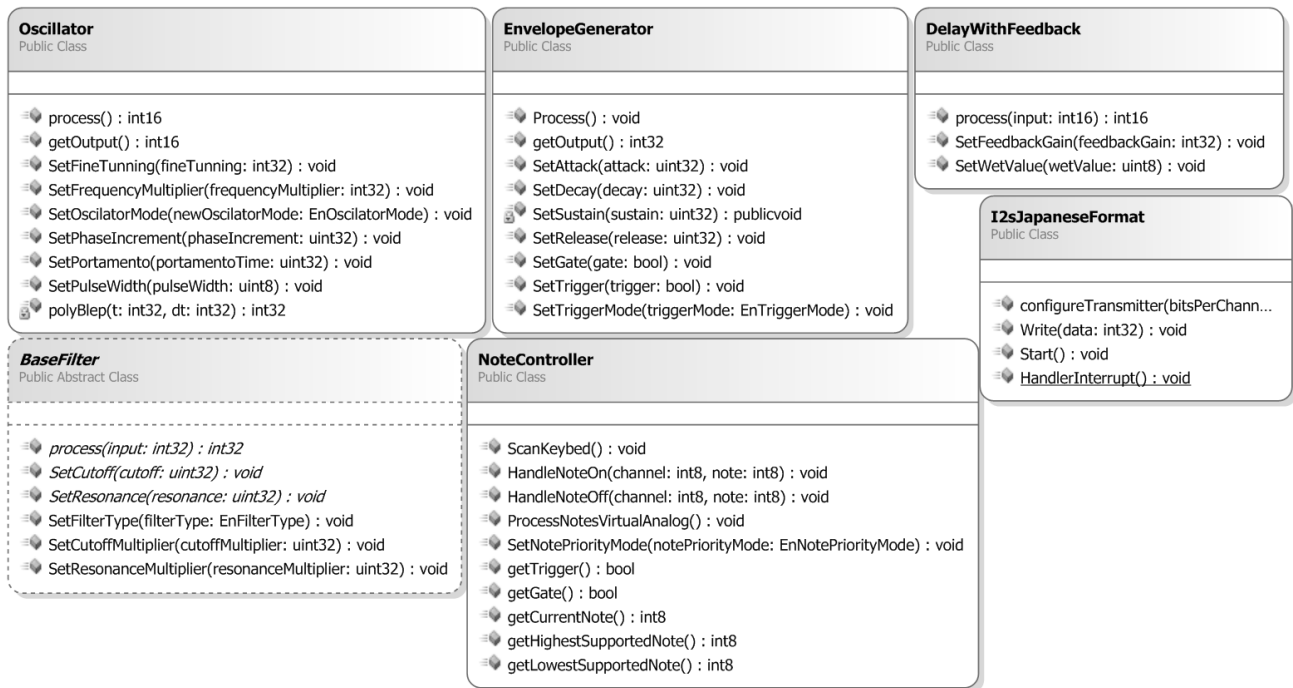 Oscillator
Public Class
process() : int16
getOutput() : int16
SetFineTunning(fineTunning: int32) : void
SetFrequencyMultiplier(frequencyMultiplier: int32) : void
SetOscilatorMode(newOscilatorMode: EnOscilatorMode) : void
SetPhaseIncrement(phaseIncrement: uint32) : void
SetPortamento(portamentoTime: uint32) : void
SetPulseWidth(pulseWidth: uint8) : void
polyBlep(t: int32, dt: int32) : int32
EnvelopeGenerator
Public Class
Process() : void
getOutput() : int32
SetAttack(attack: uint32) : void
SetDecay(decay: uint32) : void
SetSustain(sustain: uint32) : publicvoid
SetRelease(release: uint32) : void
SetGate(gate: bool) : void
SetTrigger(trigger: bool) : void
SetTriggerMode(triggerMode: EnTriggerMode) : void
DelayWithFeedback
Public Class
process(input: int16) : int16
SetFeedbackGain(feedbackGain: int32) : void
SetWetValue(wetValue: uint8) : void
I2sJapaneseFormat
Public Class
configureTransmitter(bitsPerChann...
Write(data: int32) : void
Start() : void
HandlerInterrupt() : void
BaseFilter
Public Abstract Class
process(input: int32) : int32
SetCutoff(cutoff: uint32) : void
SetResonance(resonance: uint32) : void
SetFilterType(filterType: EnFilterType) : void
SetCutoffMultiplier(cutoffMultiplier: uint32) : void
SetResonanceMultiplier(resonanceMultiplier: uint32) : void
NoteController
Public Class
ScanKeybed() : void
HandleNoteOn(channel: int8, note: int8) : void
HandleNoteOff(channel: int8, note: int8) : void
ProcessNotesVirtualAnalog() : void
SetNotePriorityMode(notePriorityMode: EnNotePriorityMode) : void
getTrigger() : bool
getGate() : bool
getCurrentNote() : int8
getHighestSupportedNote() : int8
getLowestSupportedNote() : int8